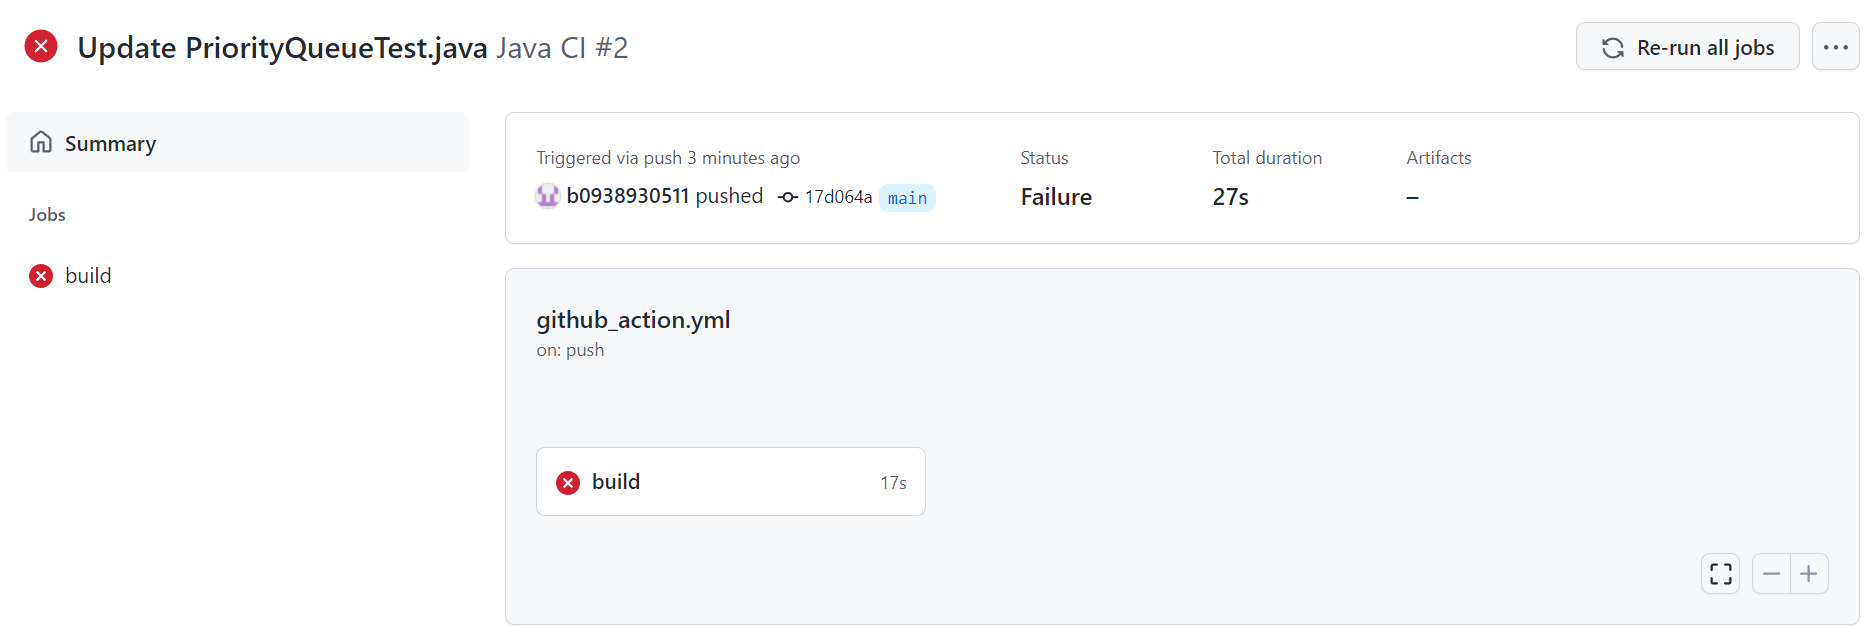 Update PriorityQueueTest.java Java CI #2
Re-run all jobs
Summary
Jobs
build
Triggered via push 3 minutes ago
b0938930511 pushed 17d064a main
Status
Failure
Total duration
27s
Artifacts
–
github_action.yml
on: push
build 17s